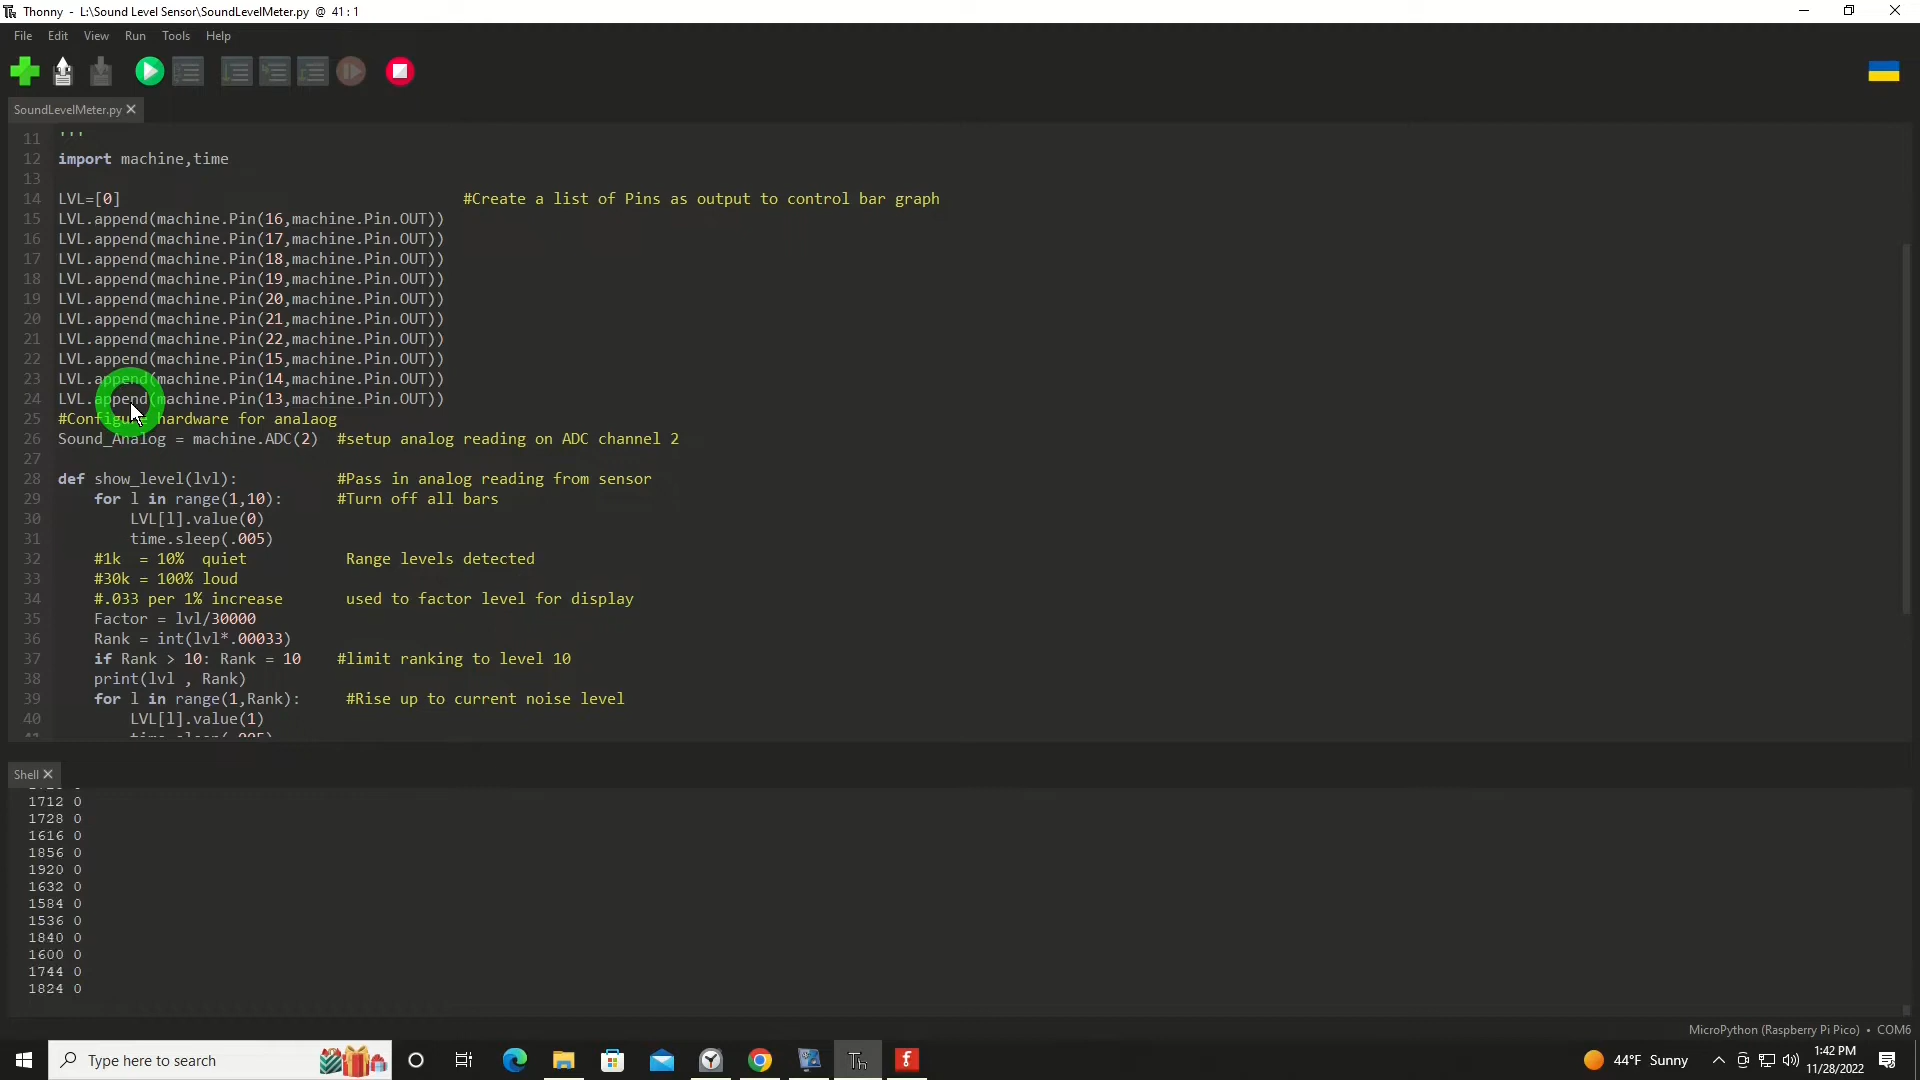 Thonny - L:\Sound Level Sensor\SoundLevelMeter.py @ 41 : 1
File Edit View Run Tools Help
SoundLevelMeter.py
11 '''
12 import machine,time
13
14 LVL=[0] #Create a list of Pins as output to control bar graph
15 LVL.append(machine.Pin(16,machine.Pin.OUT))
16 LVL.append(machine.Pin(17,machine.Pin.OUT))
17 LVL.append(machine.Pin(18,machine.Pin.OUT))
18 LVL.append(machine.Pin(19,machine.Pin.OUT))
19 LVL.append(machine.Pin(20,machine.Pin.OUT))
20 LVL.append(machine.Pin(21,machine.Pin.OUT))
21 LVL.append(machine.Pin(22,machine.Pin.OUT))
22 LVL.append(machine.Pin(15,machine.Pin.OUT))
23 LVL.append(machine.Pin(14,machine.Pin.OUT))
24 LVL.append(machine.Pin(13,machine.Pin.OUT))
25 #Configure hardware for analaog
26 Sound_Analog = machine.ADC(2) #setup analog reading on ADC channel 2
27
28 def show_level(lvl): #Pass in analog reading from sensor
29 for l in range(1,10): #Turn off all bars
30 LVL[l].value(0)
31 time.sleep(.005)
32 #1k = 10% quiet Range levels detected
33 #30k = 100% loud
34 #.033 per 1% increase used to factor level for display
35 Factor = lvl/30000
36 Rank = int(lvl*.00033)
37 if Rank > 10: Rank = 10 #limit ranking to level 10
38 print(lvl , Rank)
39 for l in range(1,Rank): #Rise up to current noise level
40 LVL[l].value(1)
41 time.sleep(.005)
Shell
1712 0
1728 0
1616 0
1856 0
1920 0
1632 0
1584 0
1536 0
1840 0
1600 0
1744 0
1824 0
MicroPython (Raspberry Pi Pico) • COM6
Type here to search
44°F Sunny
1:42 PM
11/28/2022